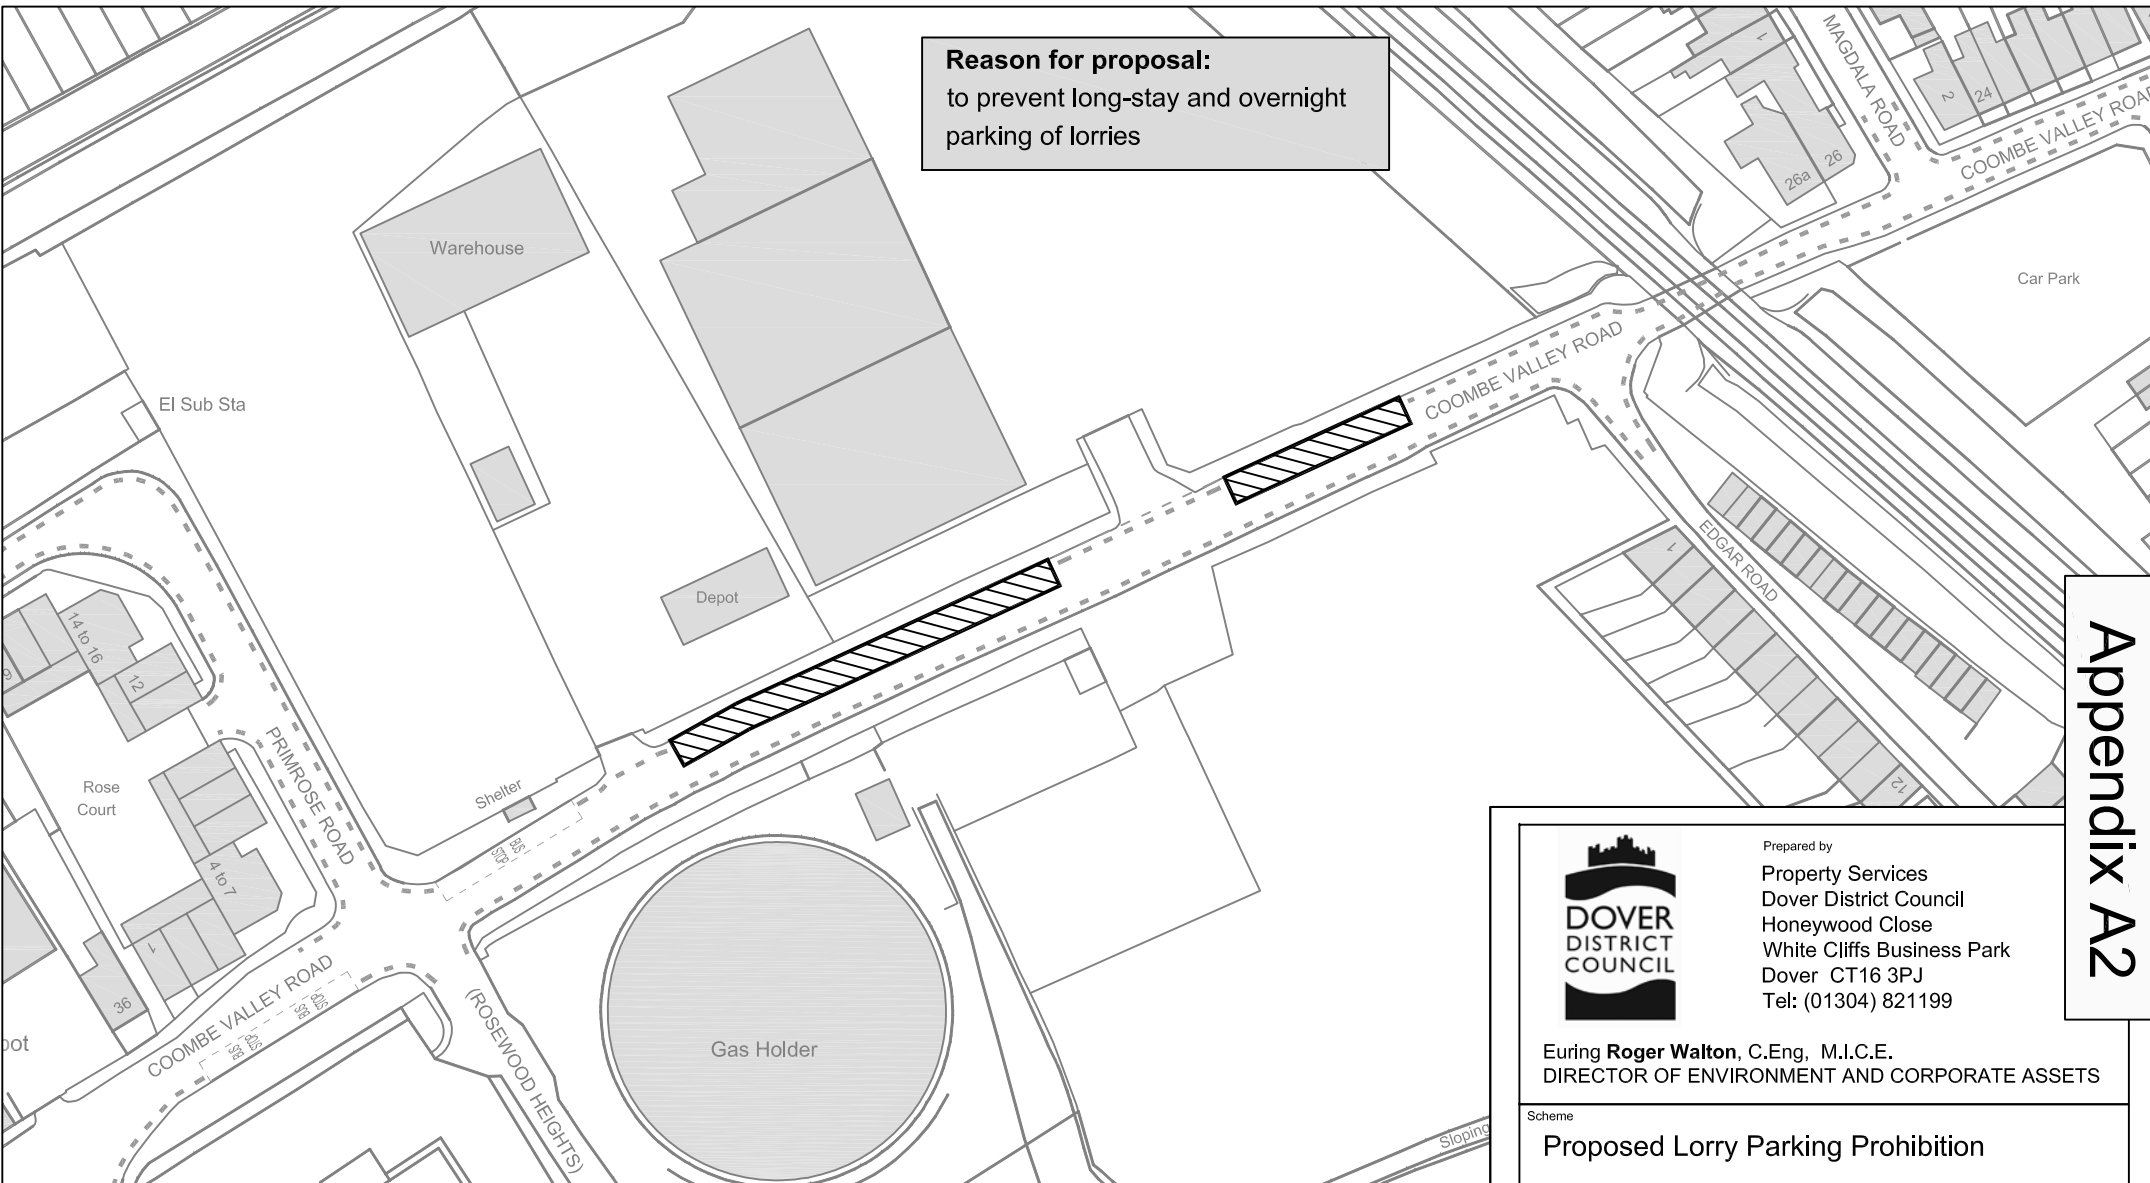 Reason for proposal:
to prevent long-stay and overnight
parking of lorries
MAGDALA ROAD
1
2
24
COOMBE VALLEY ROAD
26
26a
Warehouse
Car Park
El Sub Sta
COOMBE VALLEY ROAD
EDGAR ROAD
1
12
Depot
14 to 16
12
9
PRIMROSE ROAD
Rose
Court
Shelter
BUS
STOP
4 to 7
1
36
COOMBE VALLEY ROAD
BUS
STOP
BUS
STOP
(ROSEWOOD HEIGHTS)
Gas Holder
Sloping
Appendix A2
DOVER
DISTRICT
COUNCIL
Prepared by
Property Services
Dover District Council
Honeywood Close
White Cliffs Business Park
Dover CT16 3PJ
Tel: (01304) 821199
Euring Roger Walton, C.Eng, M.I.C.E.
DIRECTOR OF ENVIRONMENT AND CORPORATE ASSETS
Scheme
Proposed Lorry Parking Prohibition